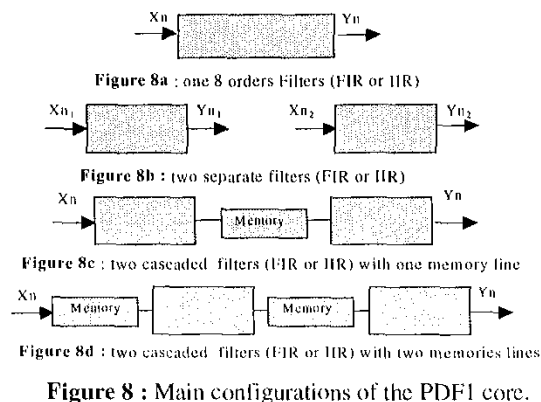 Xn Yn
Figure 8a : one 8 orders Filters (FIR or IIR)
Xn1 Yn1 Xn2 Yn2
Figure 8b : two separate filters (FIR or IIR)
Xn Memory Yn
Figure 8c : two cascaded filters (FIR or IIR) with one memory line
Xn Memory Memory Yn
Figure 8d : two cascaded filters (FIR or IIR) with two memories lines
Figure 8 : Main configurations of the PDF1 core.